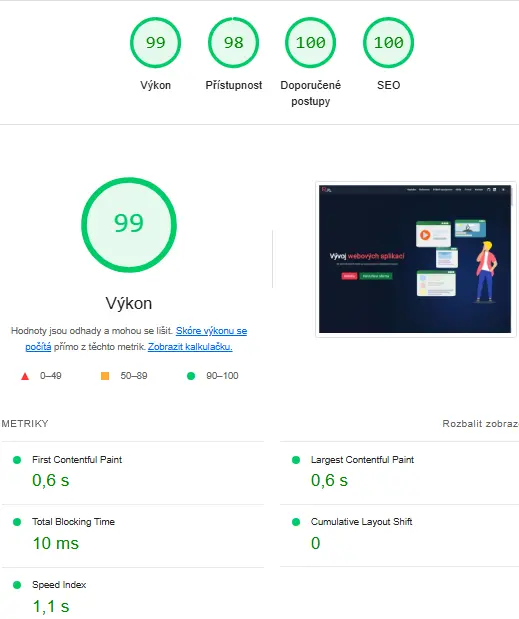 99
98
100
100
Výkon
Přístupnost
Doporučené
postupy
SEO
99
Výkon
Hodnoty jsou odhady a mohou se lišit. Skóre výkonu se
počítá přímo z těchto metrik. Zobrazit kalkulačku.
0–49
50–89
90–100
Vývoj webových aplikací
METRIKY
Rozbalit zobraz
First Contentful Paint
0,6 s
Largest Contentful Paint
0,6 s
Total Blocking Time
10 ms
Cumulative Layout Shift
0
Speed Index
1,1 s